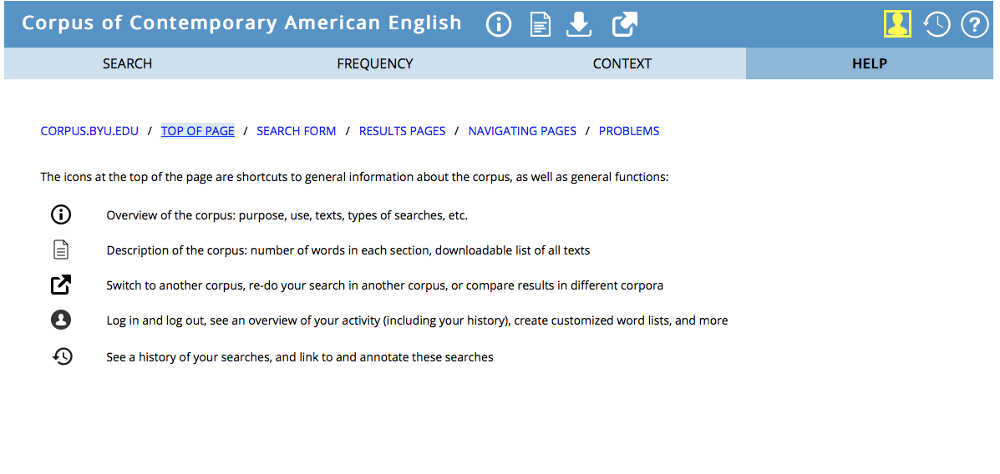 Corpus of Contemporary American English
SEARCH FREQUENCY CONTEXT HELP
CORPUS.BYU.EDU / TOP OF PAGE / SEARCH FORM / RESULTS PAGES / NAVIGATING PAGES / PROBLEMS
The icons at the top of the page are shortcuts to general information about the corpus, as well as general functions:
Overview of the corpus: purpose, use, texts, types of searches, etc.
Description of the corpus: number of words in each section, downloadable list of all texts
Switch to another corpus, re-do your search in another corpus, or compare results in different corpora
Log in and log out, see an overview of your activity (including your history), create customized word lists, and more
See a history of your searches, and link to and annotate these searches